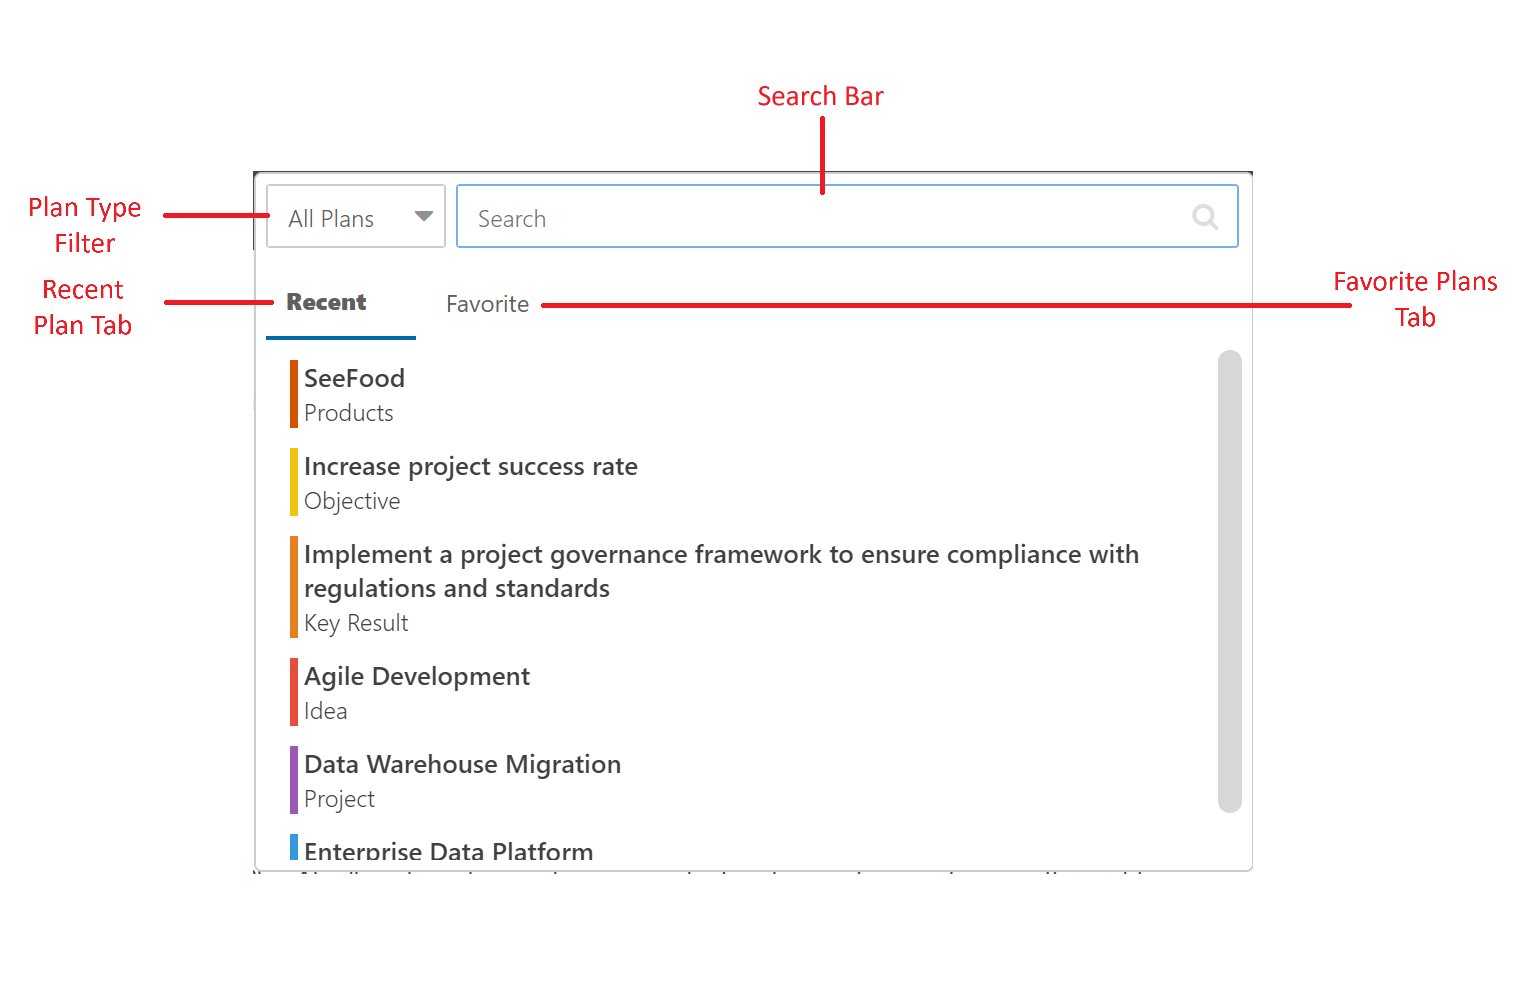 Search Bar
Plan Type
Filter
All Plans
Search
Recent
Plan Tab
Recent
Favorite
Favorite Plans
Tab
SeeFood
Products
Increase project success rate
Objective
Implement a project governance framework to ensure compliance with
regulations and standards
Key Result
Agile Development
Idea
Data Warehouse Migration
Project
Enterprise Data Platform